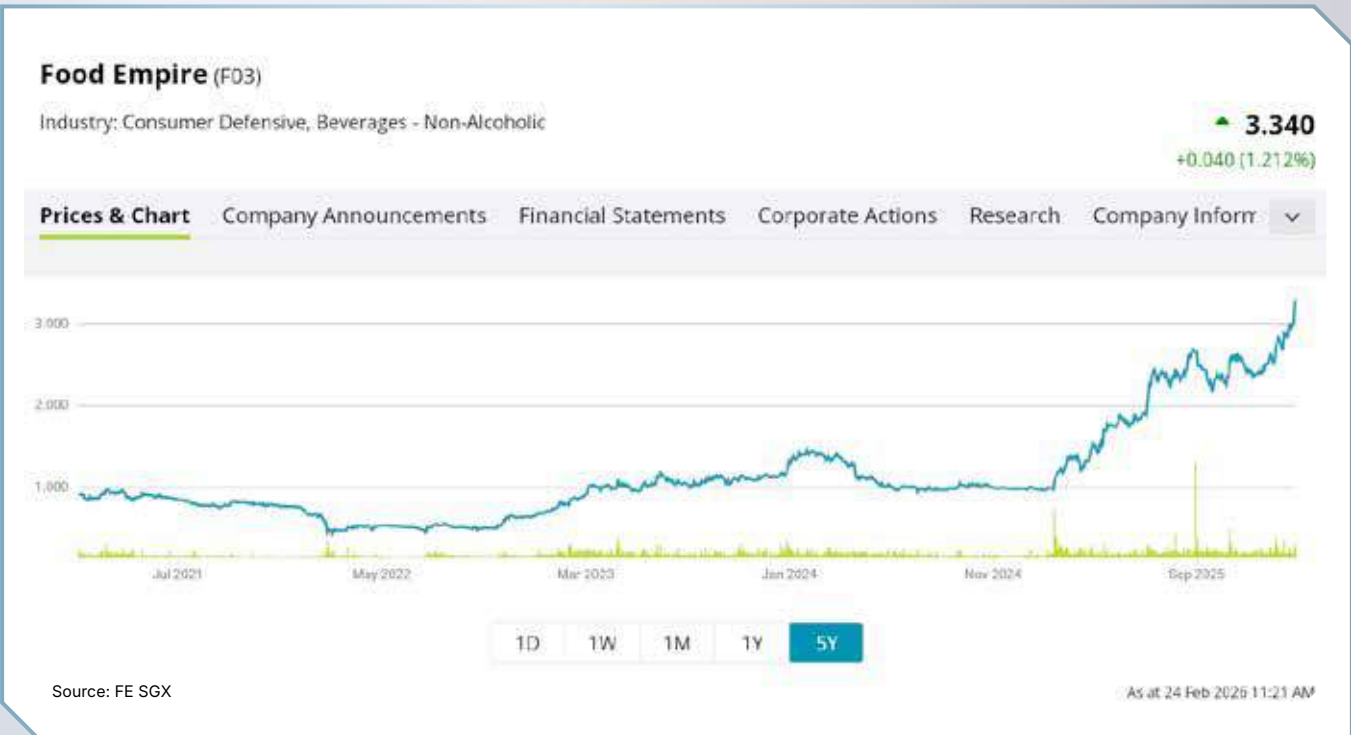 Food Empire (F03)
Industry: Consumer Defensive, Beverages - Non-Alcoholic
3.340
+0.040 (1.212%)
Prices & Chart Company Announcements Financial Statements Corporate Actions Research Company Inform
3.000
2.000
1.000
Jul 2021 May 2022 Mar 2023 Jan 2024 Nov 2024 Sep 2025
1D 1W 1M 1Y 5Y
Source: FE SGX
As at 24 Feb 2026 11:21 AM